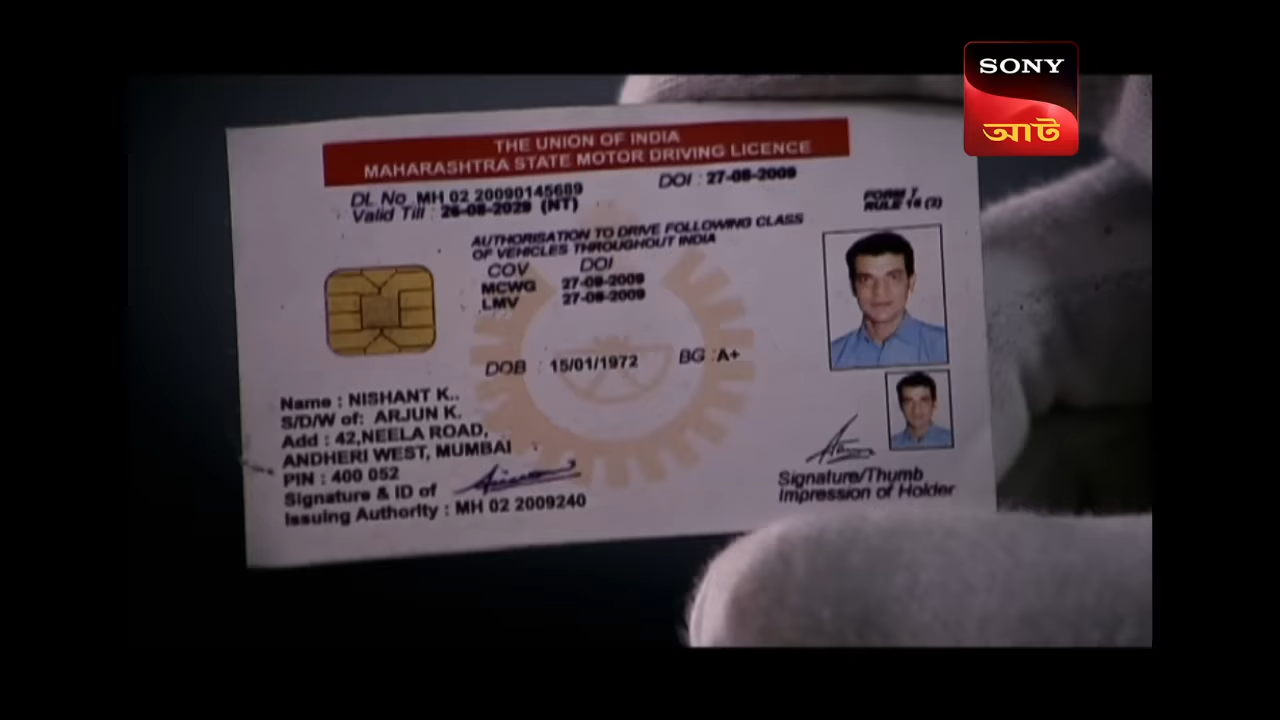 SONY
আট
THE UNION OF INDIA
MAHARASHTRA STATE MOTOR DRIVING LICENCE
DL No MH 02 20090145689 DOI : 27-08-2009
Valid Till : 26-08-2029 (NT)
FORM 7
RULE 16 (2)
AUTHORISATION TO DRIVE FOLLOWING CLASS
OF VEHICLES THROUGHOUT INDIA
COV DOI
MCWG 27-08-2009
LMV 27-08-2009
DOB : 15/01/1972 BG : A+
Name : NISHANT K..
S/D/W of: ARJUN K.
Add : 42,NEELA ROAD,
ANDHERI WEST, MUMBAI
PIN : 400 052
Signature & ID of
Issuing Authority : MH 02 2009240
Signature/Thumb
Impression of Holder